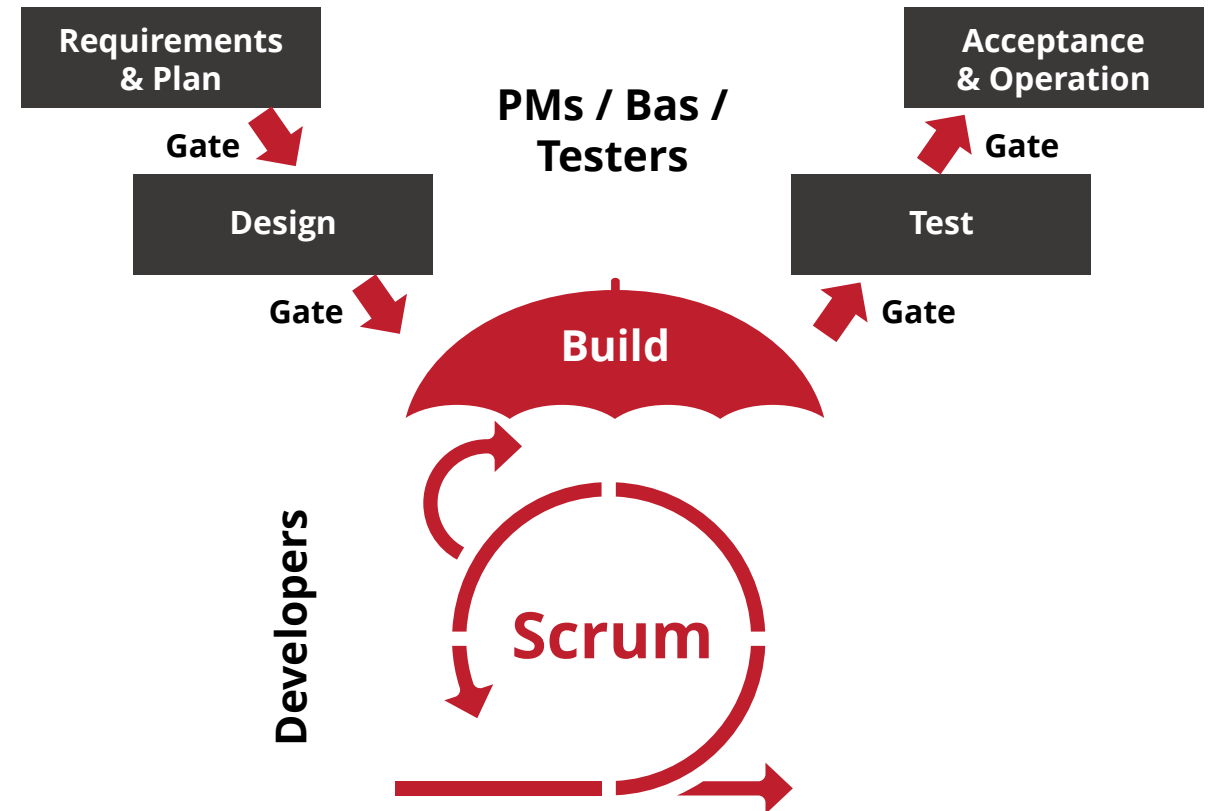 Requirements
& Plan
Acceptance
& Operation
PMs / Bas /
Testers
Gate
Gate
Design
Test
Gate
Gate
Build
Developers
Scrum